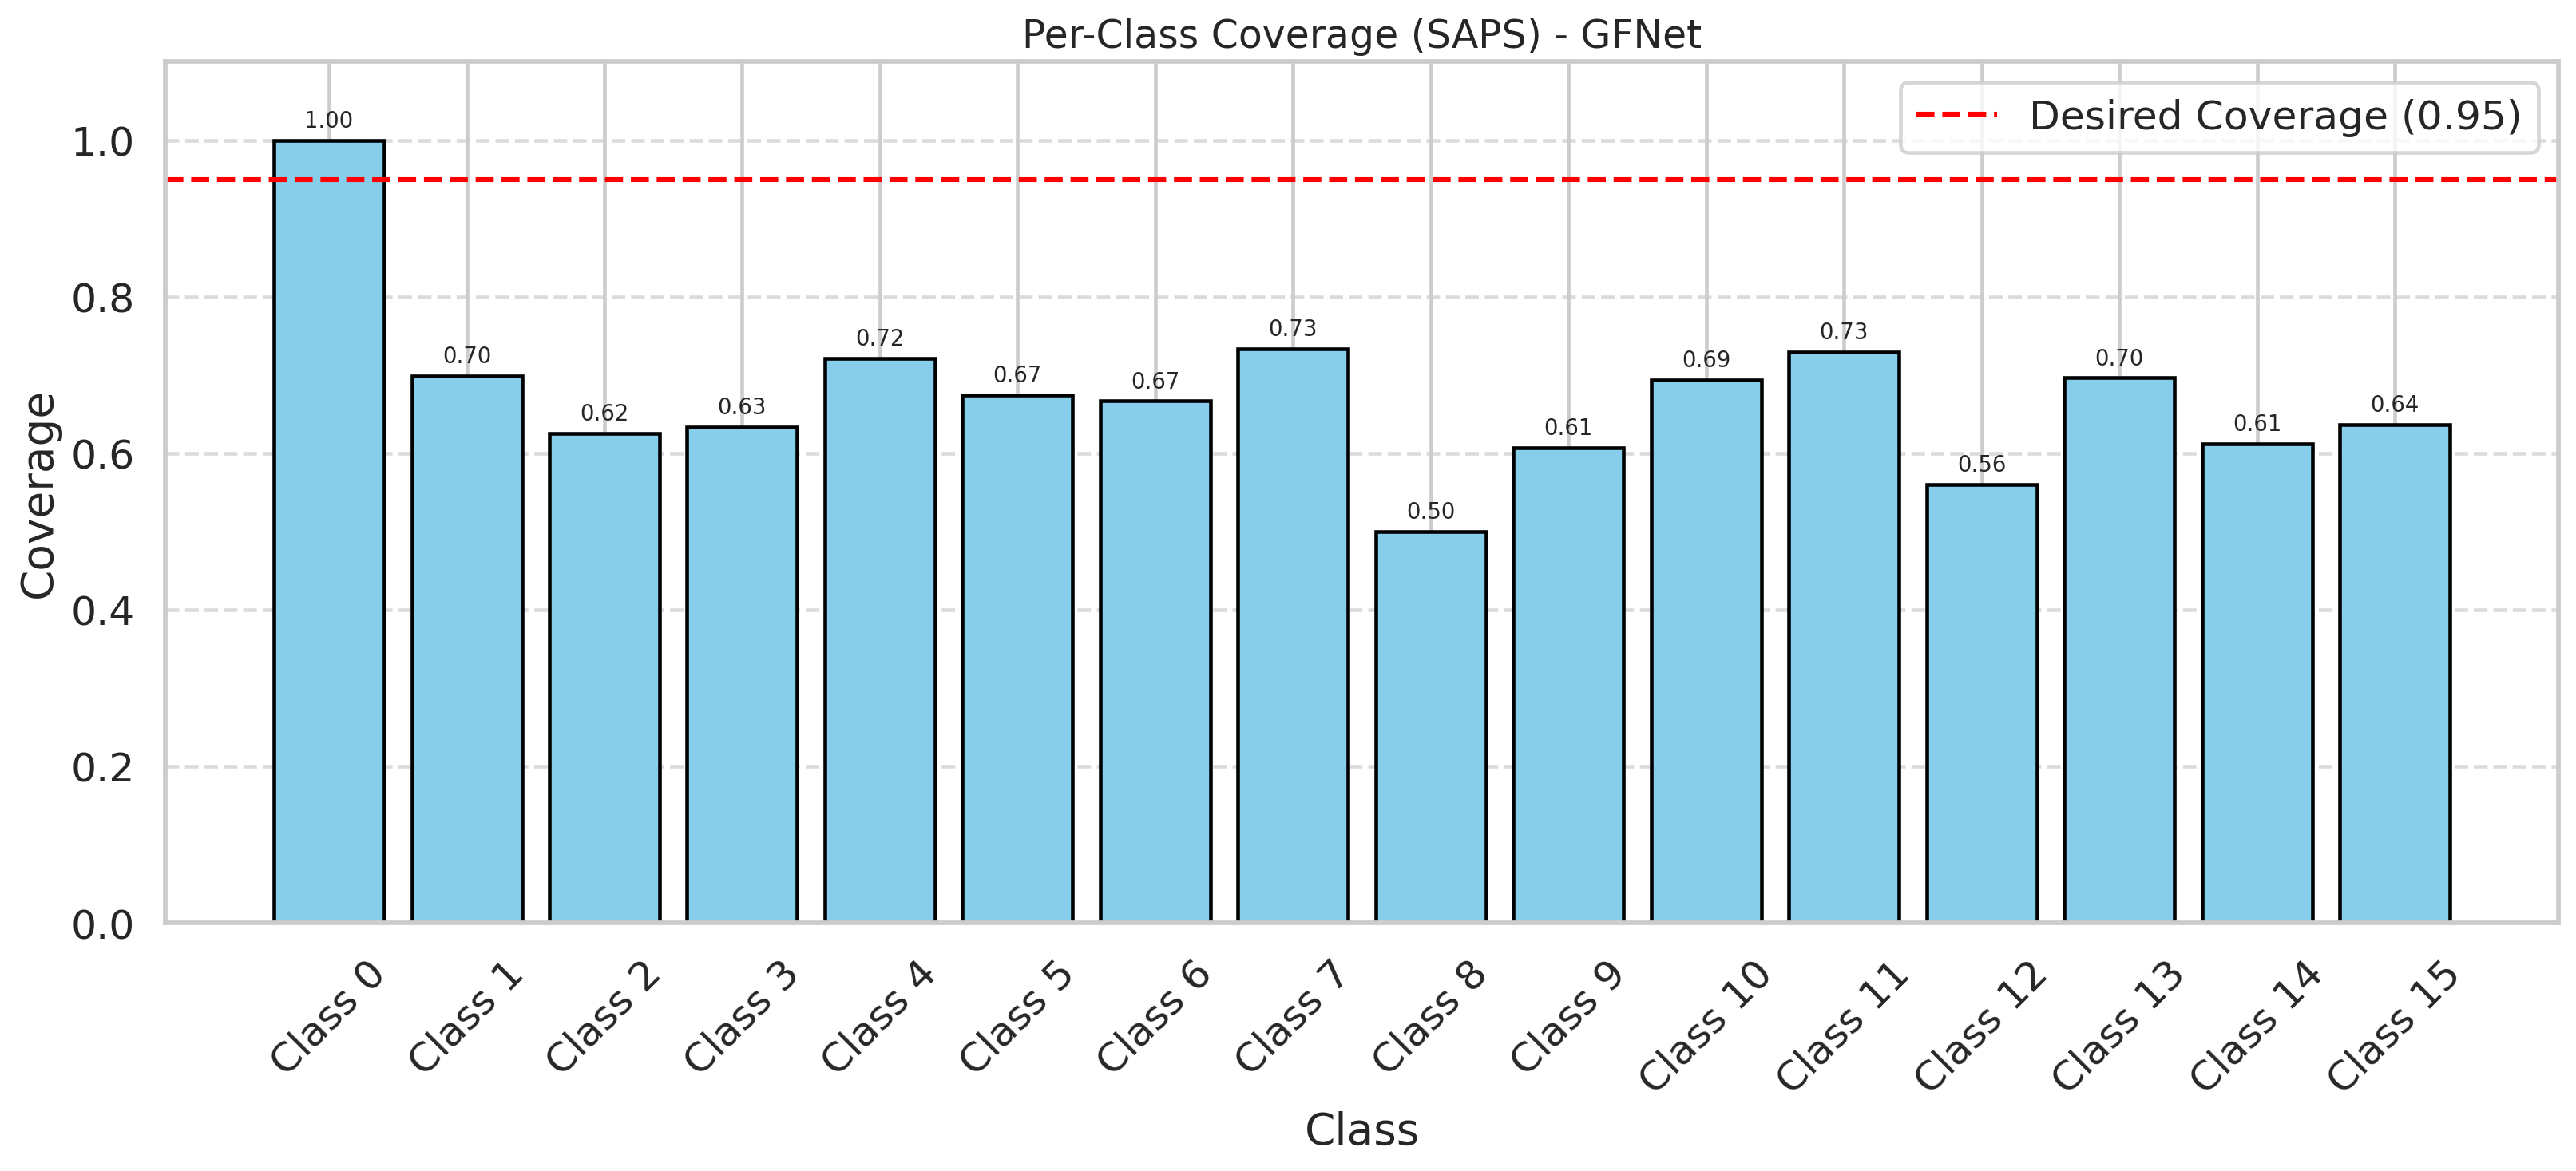 Per-Class Coverage (SAPS) - GFNet
Desired Coverage (0.95)
Coverage
1.0
0.8
0.6
0.4
0.2
0.0
1.00
0.70
0.62
0.63
0.72
0.67
0.67
0.73
0.50
0.61
0.69
0.73
0.56
0.70
0.61
0.64
Class 0
Class 1
Class 2
Class 3
Class 4
Class 5
Class 6
Class 7
Class 8
Class 9
Class 10
Class 11
Class 12
Class 13
Class 14
Class 15
Class